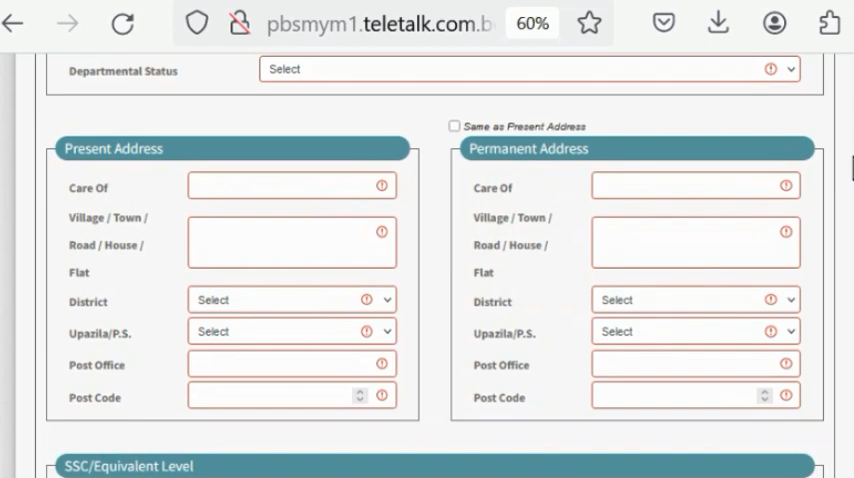 pbsmym1.teletalk.com.b
60%
Departmental Status
Select
Same as Present Address
Present Address
Permanent Address
Care Of
Care Of
Village / Town /
Road / House /
Flat
Village / Town /
Road / House /
Flat
District
Select
District
Select
Upazila/P.S.
Select
Upazila/P.S.
Select
Post Office
Post Office
Post Code
Post Code
SSC/Equivalent Level